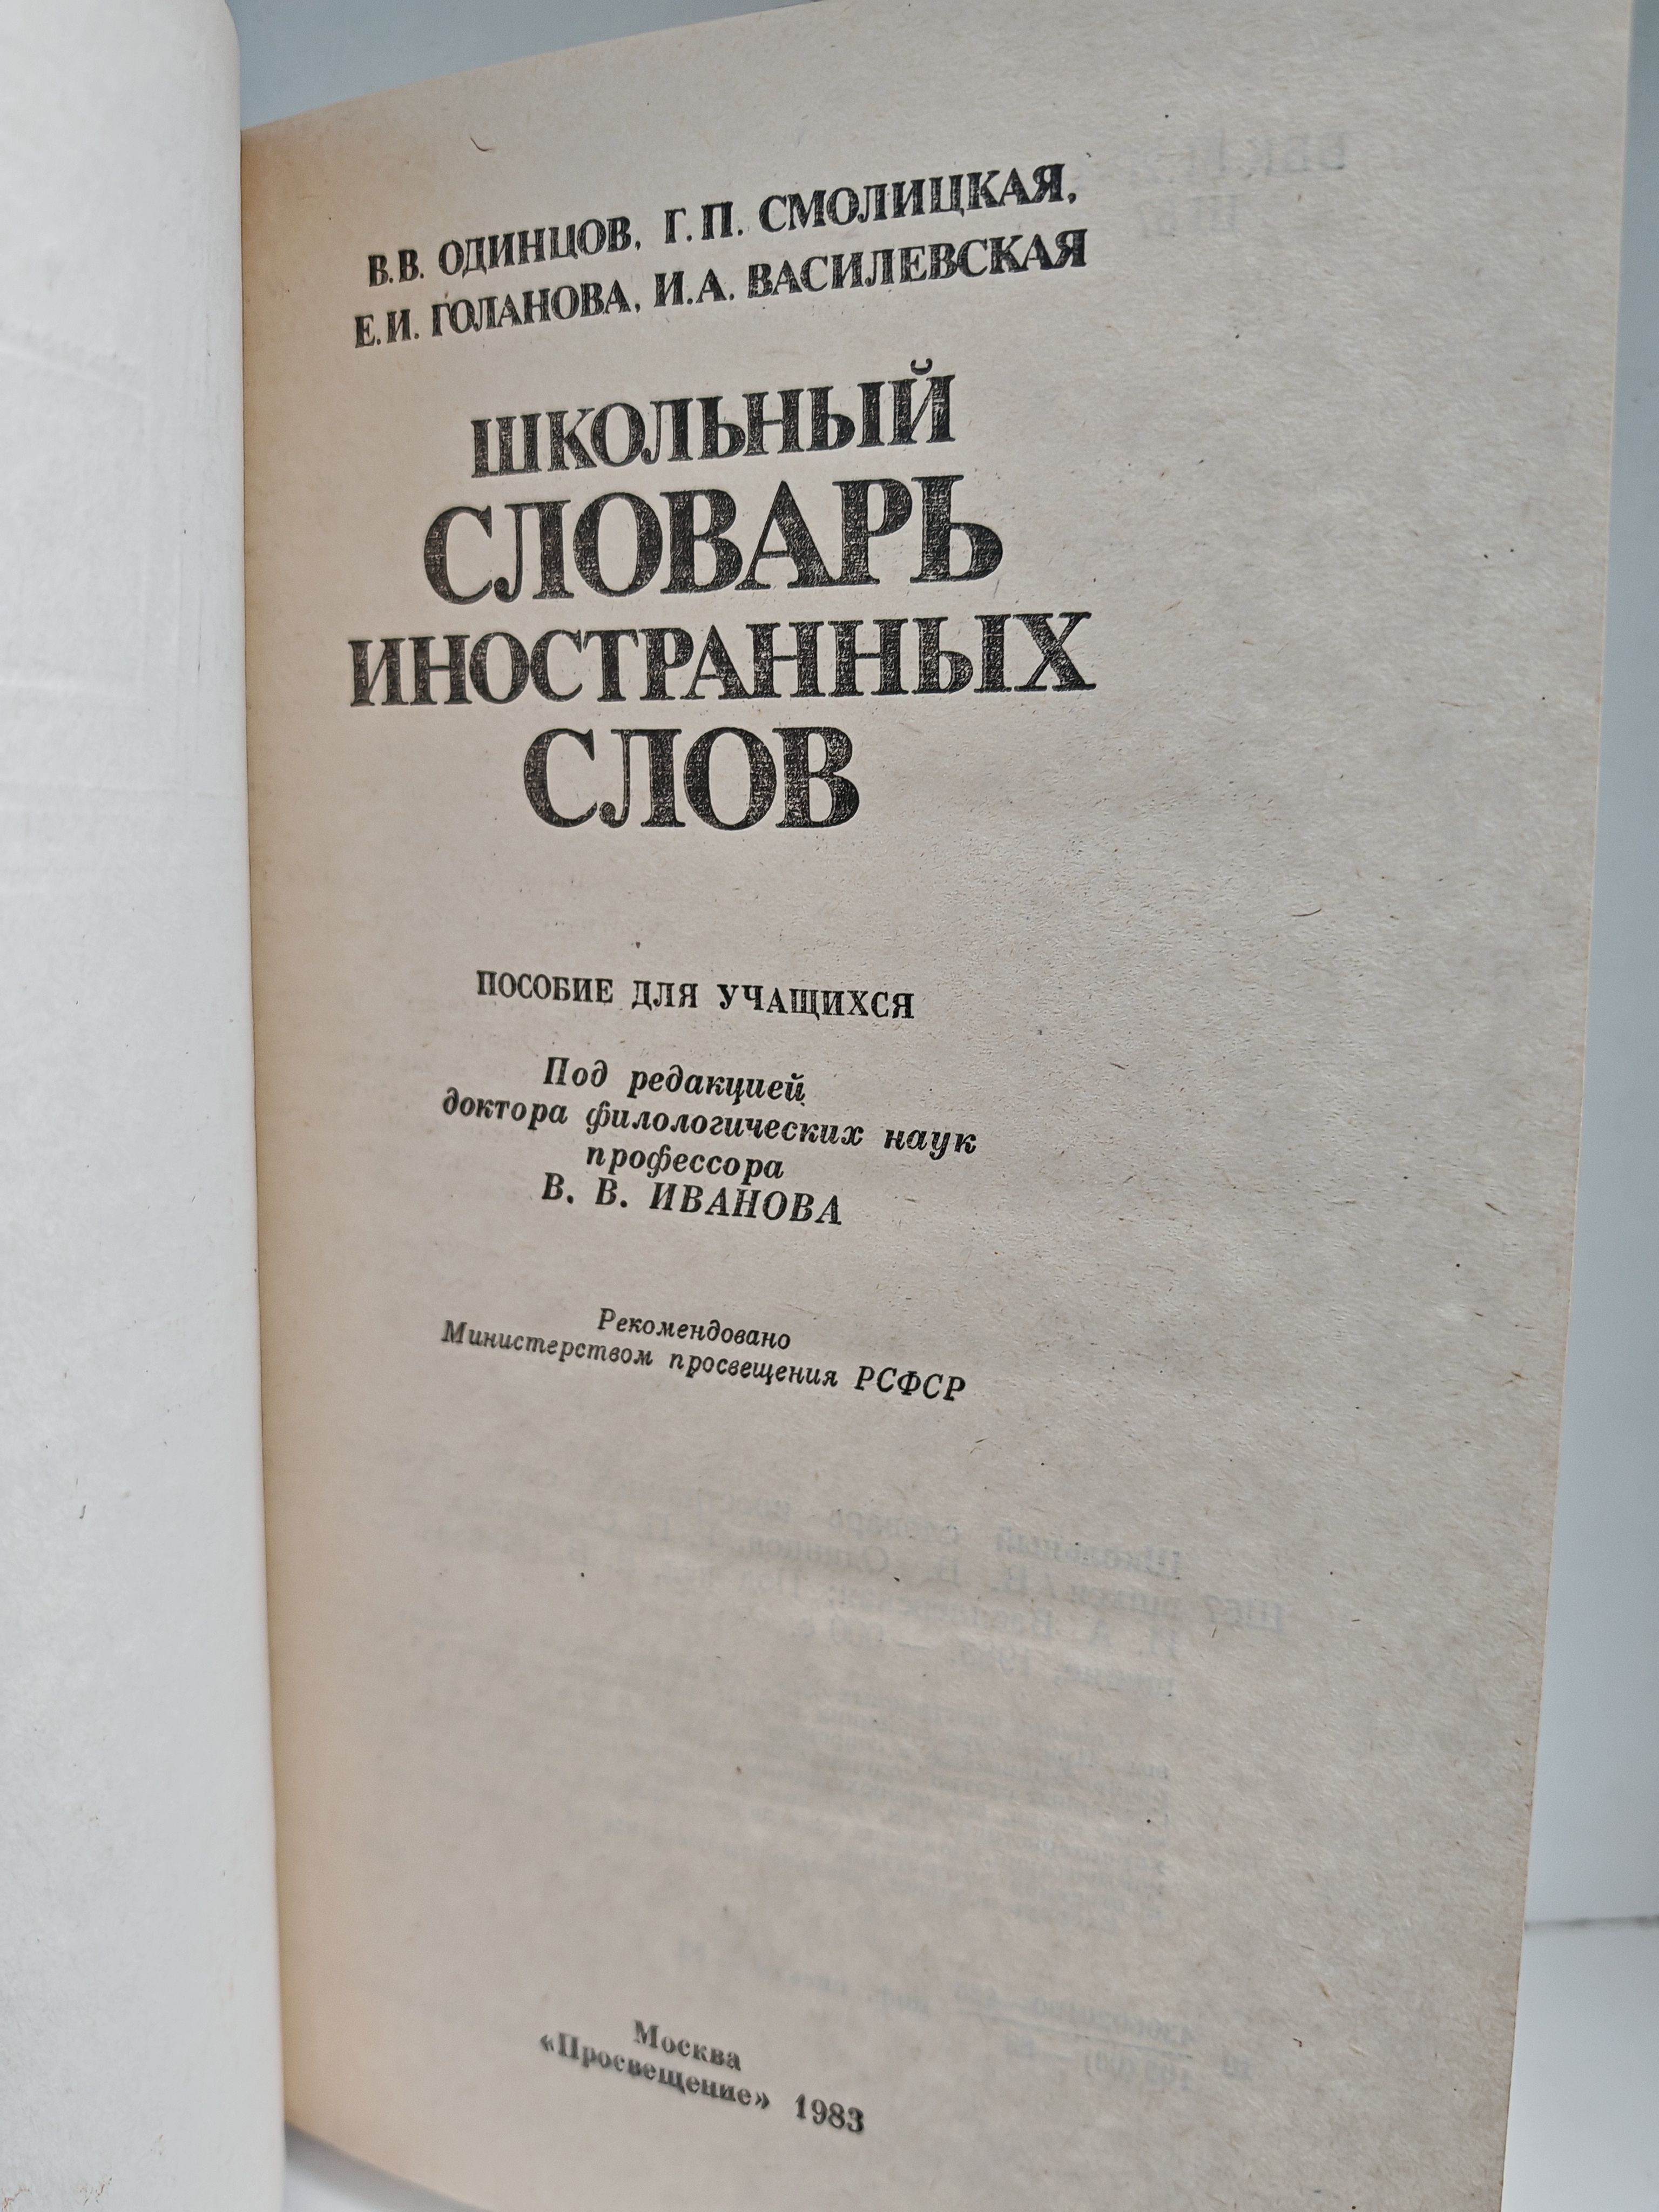 В.В. ОДИНЦОВ, Г.П. СМОЛИЦКАЯ,
Е.И. ГОЛАНОВА, И.А. ВАСИЛЕВСКАЯ
ШКОЛЬНЫЙ
СЛОВАРЬ
ИНОСТРАННЫХ
СЛОВ
ПОСОБИЕ ДЛЯ УЧАЩИХСЯ
Под редакцией
доктора филологических наук
профессора
В. В. ИВАНОВА
Рекомендовано
Министерством просвещения РСФСР
Москва
«Просвещение» 1983